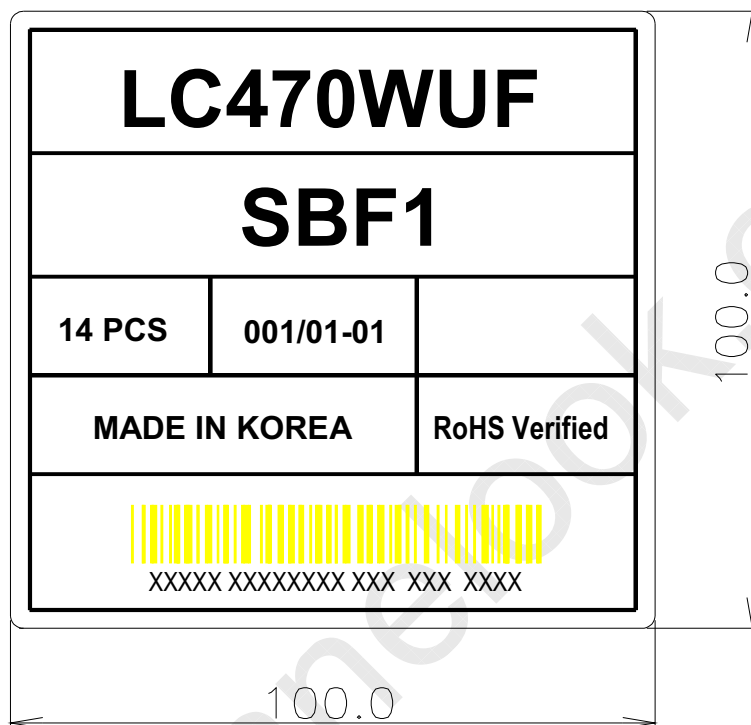 LC470WUF
SBF1
14 PCS
001/01-01
MADE IN KOREA
RoHS Verified
XXXXX XXXXXXXX XXX XXX XXXX
100.0
100.0